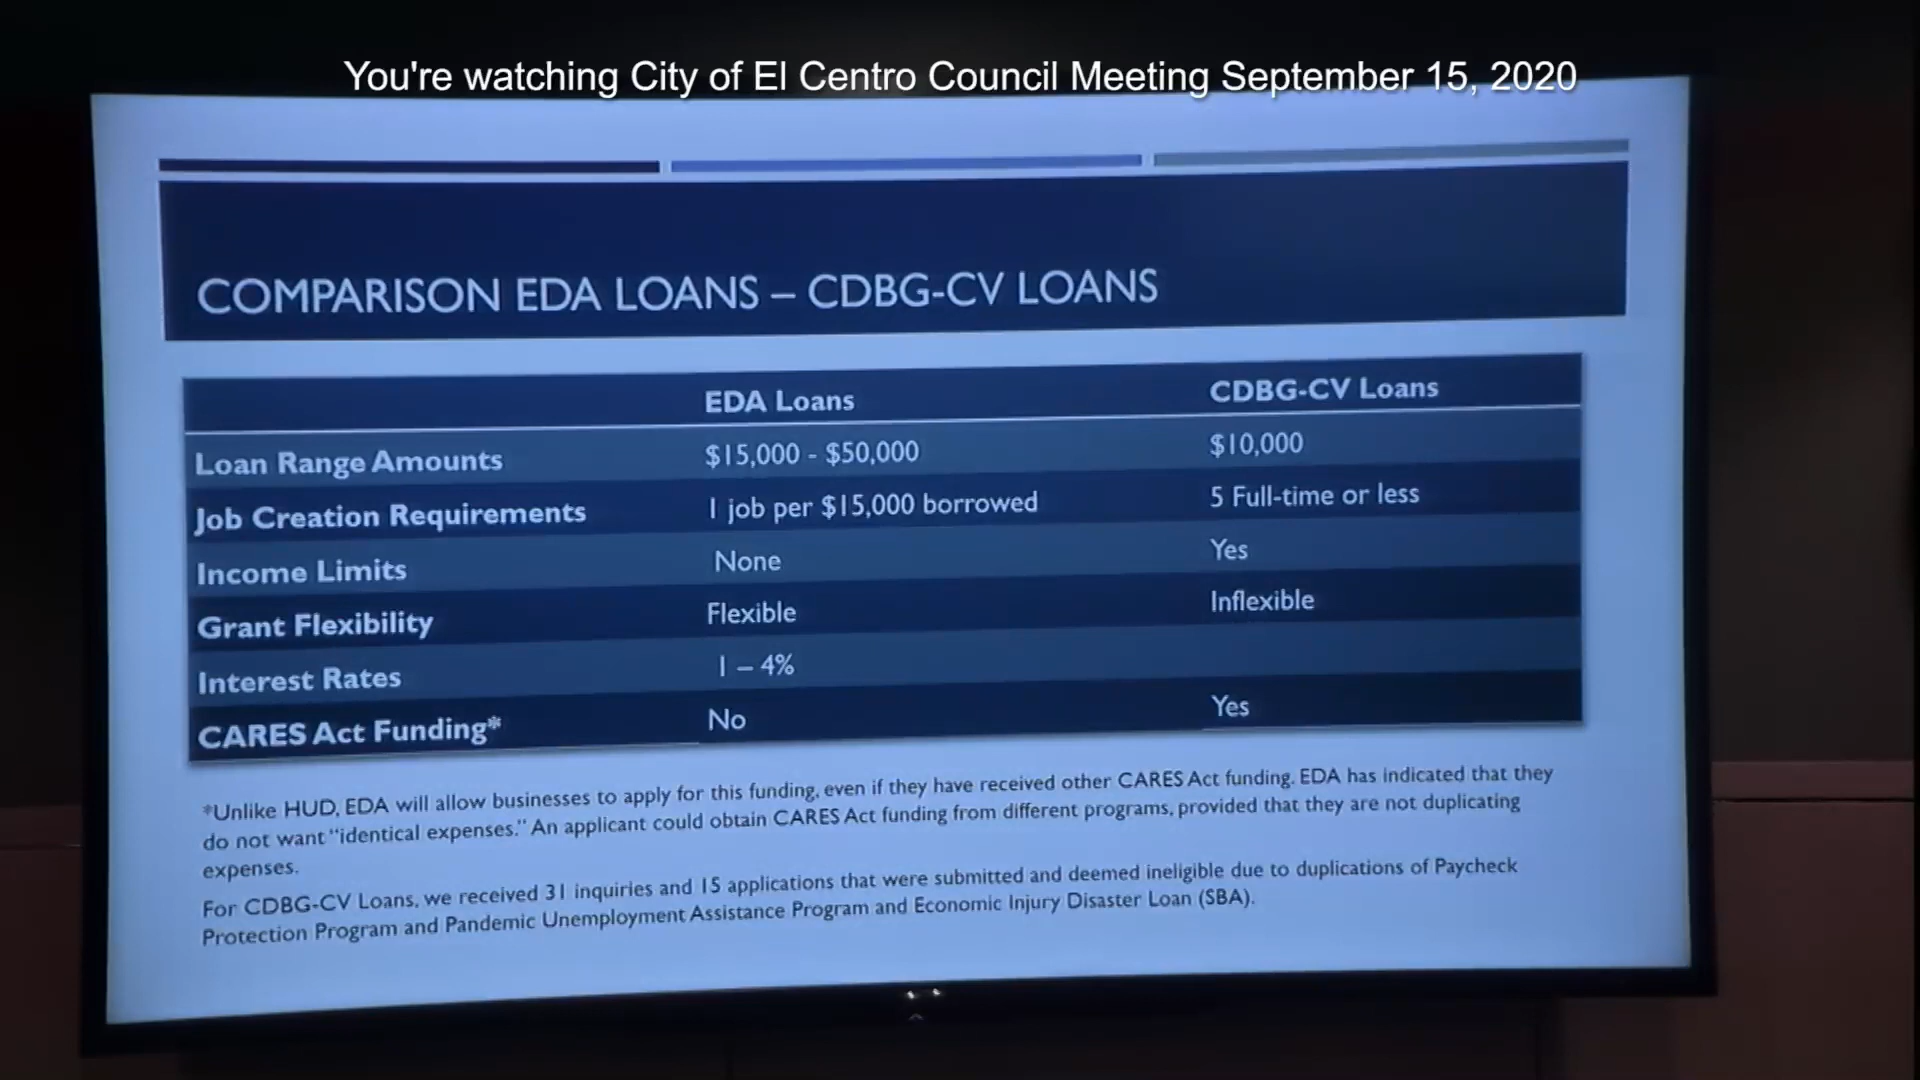 You're watching City of El Centro Council Meeting September 15, 2020
COMPARISON EDA LOANS – CDBG-CV LOANS
EDA Loans CDBG-CV Loans
Loan Range Amounts $15,000 - $50,000 $10,000
Job Creation Requirements 1 job per $15,000 borrowed 5 Full-time or less
Income Limits None Yes
Grant Flexibility Flexible Inflexible
Interest Rates 1 – 4%
CARES Act Funding* No Yes
*Unlike HUD, EDA will allow businesses to apply for this funding, even if they have received other CARES Act funding. EDA has indicated that they
do not want "identical expenses." An applicant could obtain CARES Act funding from different programs, provided that they are not duplicating
expenses.
For CDBG-CV Loans, we received 31 inquiries and 15 applications that were submitted and deemed ineligible due to duplications of Paycheck
Protection Program and Pandemic Unemployment Assistance Program and Economic Injury Disaster Loan (SBA).